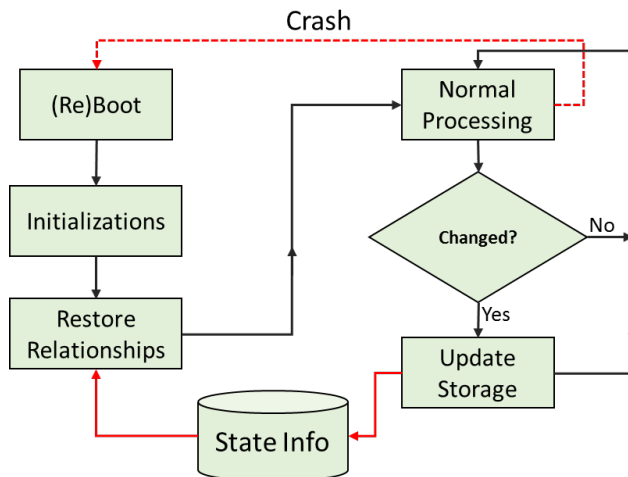 Crash
(Re)Boot
Normal
Processing
Initializations
Changed?
No
Restore
Relationships
Yes
Update
Storage
State Info